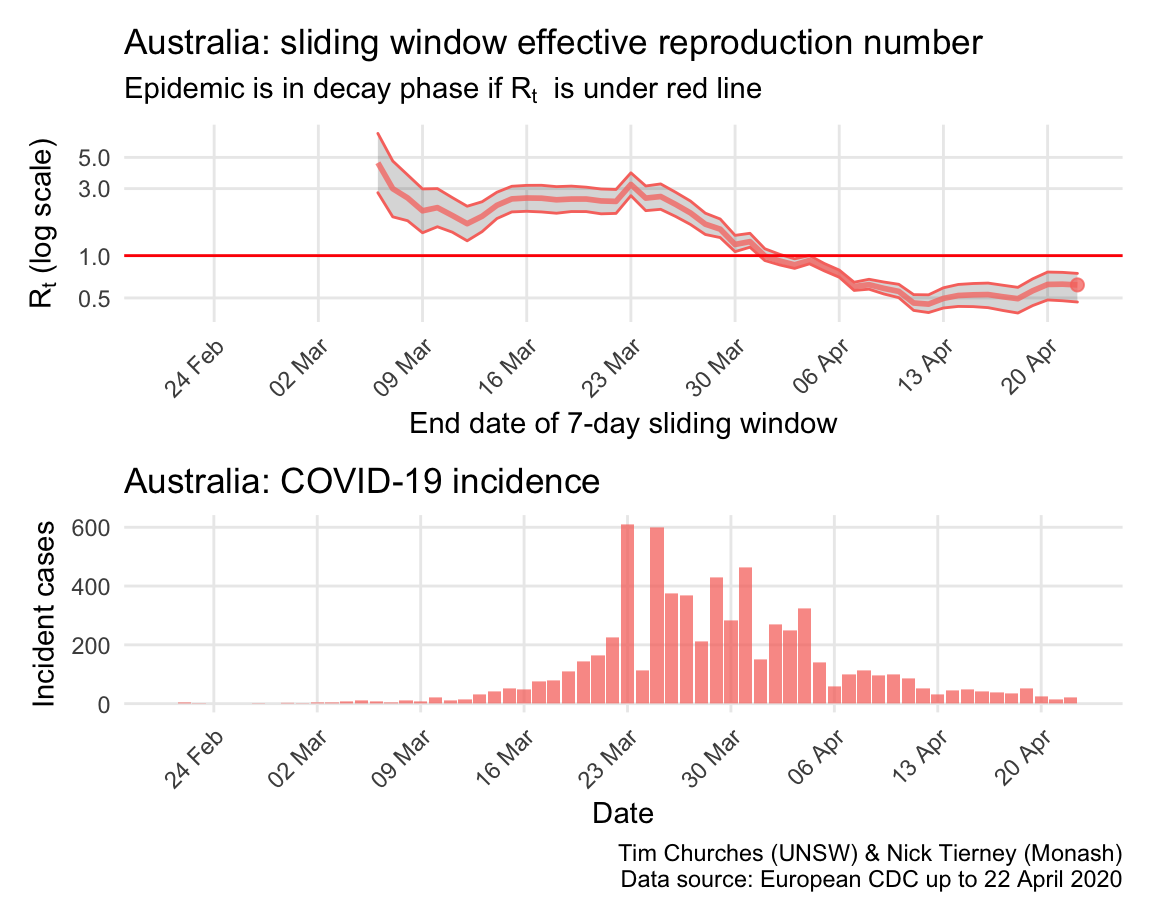 Australia: sliding window effective reproduction number
Epidemic is in decay phase if Rt is under red line
Rt (log scale)
5.0
3.0
1.0
0.5
24 Feb
02 Mar
09 Mar
16 Mar
23 Mar
30 Mar
06 Apr
13 Apr
20 Apr
End date of 7-day sliding window
Australia: COVID-19 incidence
Incident cases
600
400
200
0
24 Feb
02 Mar
09 Mar
16 Mar
23 Mar
30 Mar
06 Apr
13 Apr
20 Apr
Date
Tim Churches (UNSW) & Nick Tierney (Monash)
Data source: European CDC up to 22 April 2020